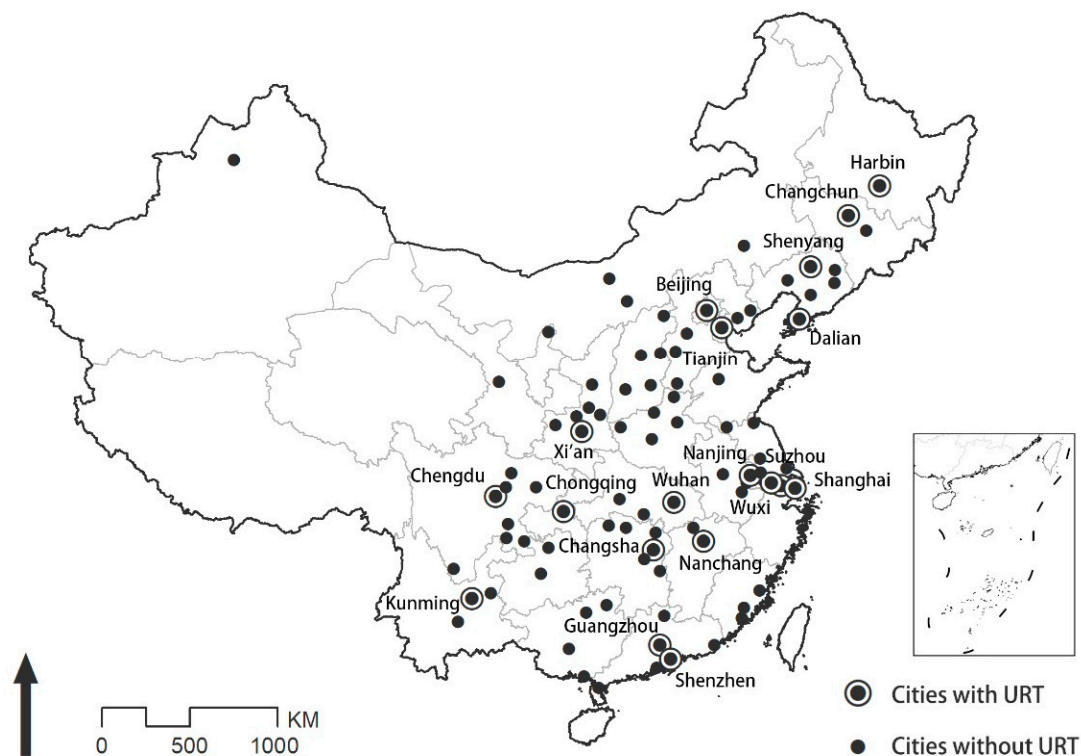 Harbin
Changchun
Shenyang
Beijing
Dalian
Tianjin
Xi'an
Nanjing
Suzhou
Chengdu
Chongqing
Wuhan
Shanghai
Wuxi
Changsha
Nanchang
Kunming
Guangzhou
Shenzhen
Cities with URT
KM
0 500 1000
Cities without URT